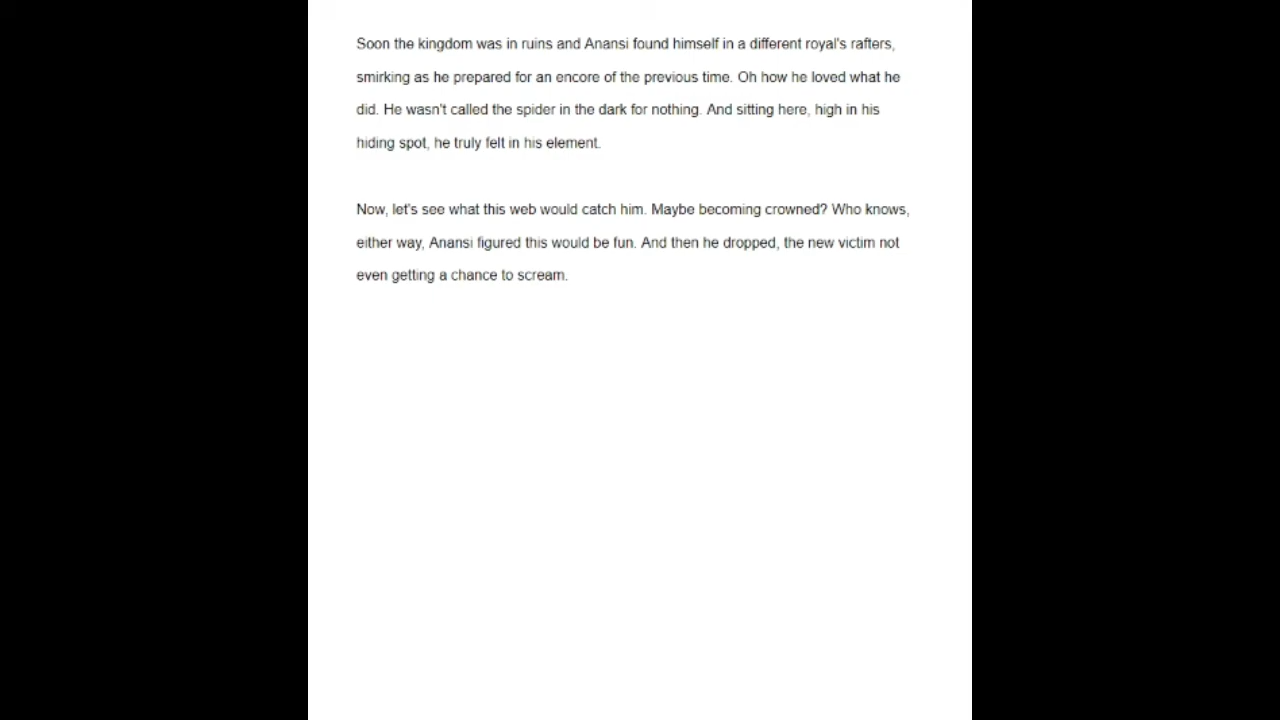 Soon the kingdom was in ruins and Anansi found himself in a different royal's rafters,
smirking as he prepared for an encore of the previous time. Oh how he loved what he
did. He wasn't called the spider in the dark for nothing. And sitting here, high in his
hiding spot, he truly felt in his element.
Now, let's see what this web would catch him. Maybe becoming crowned? Who knows,
either way, Anansi figured this would be fun. And then he dropped, the new victim not
even getting a chance to scream.